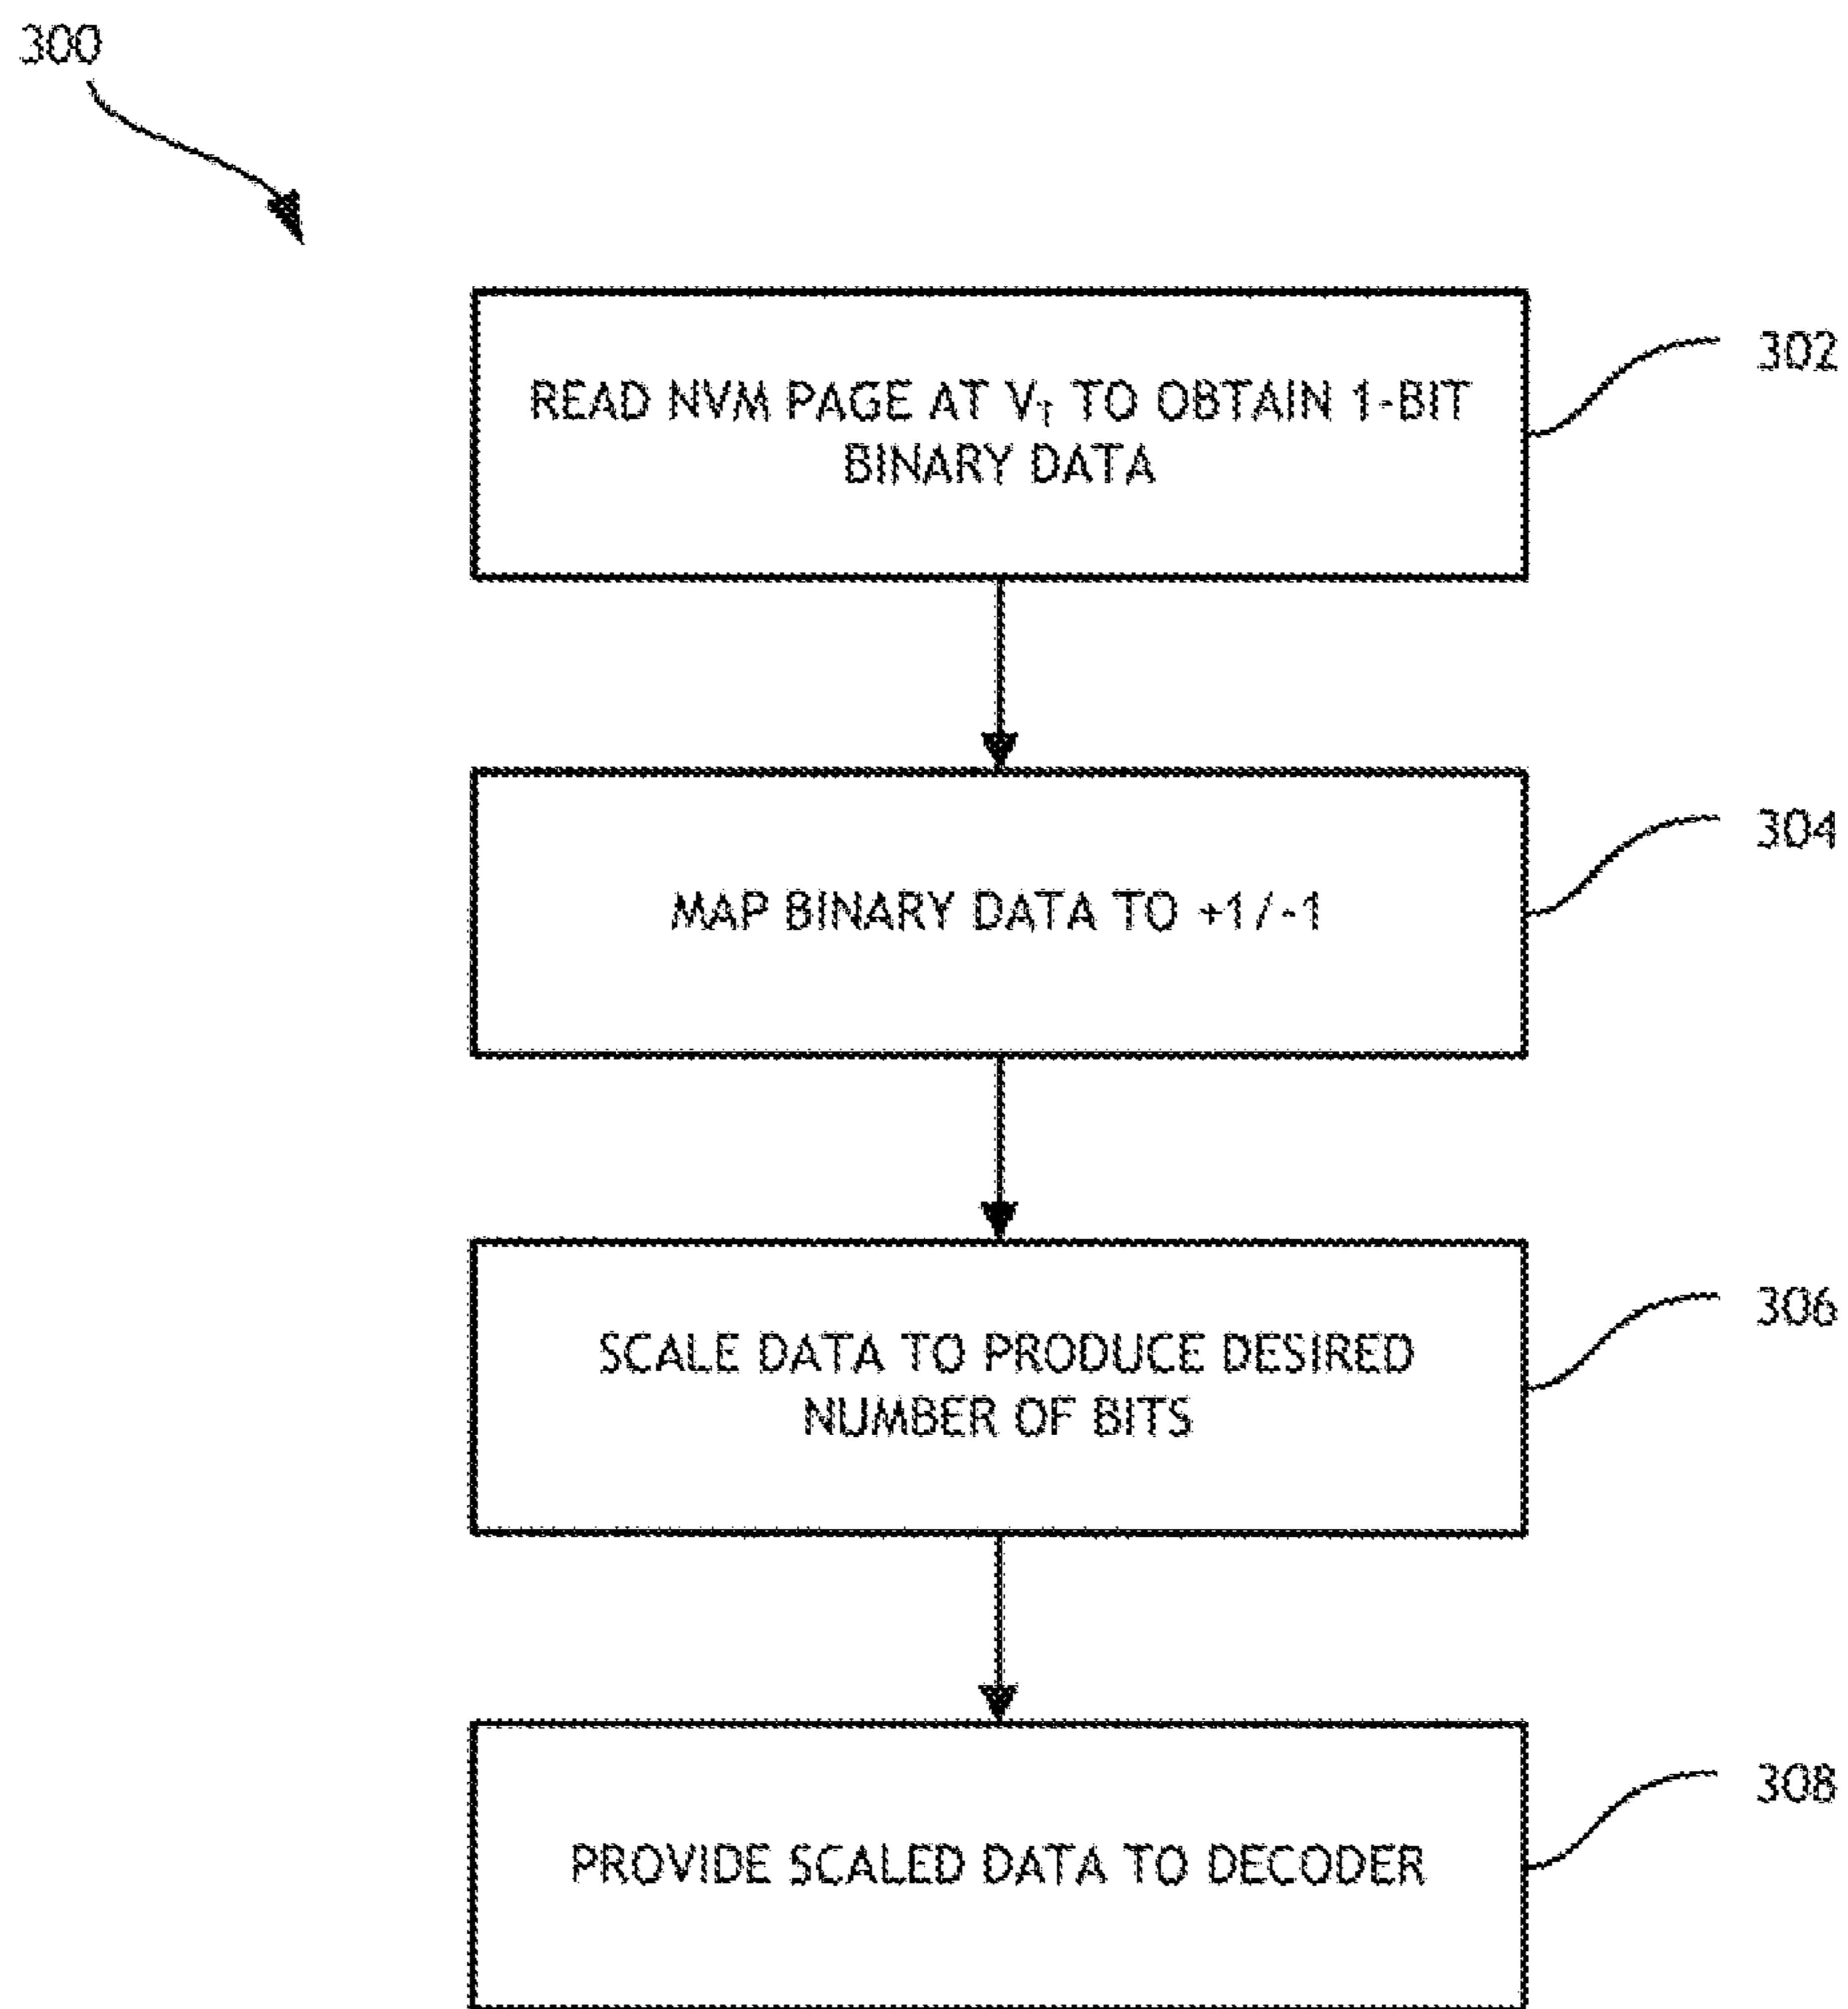 300
READ NVM PAGE AT V₁ TO OBTAIN 1-BIT
BINARY DATA
302
MAP BINARY DATA TO +1/-1
304
SCALE DATA TO PRODUCE DESIRED
NUMBER OF BITS
306
PROVIDE SCALED DATA TO DECODER
308